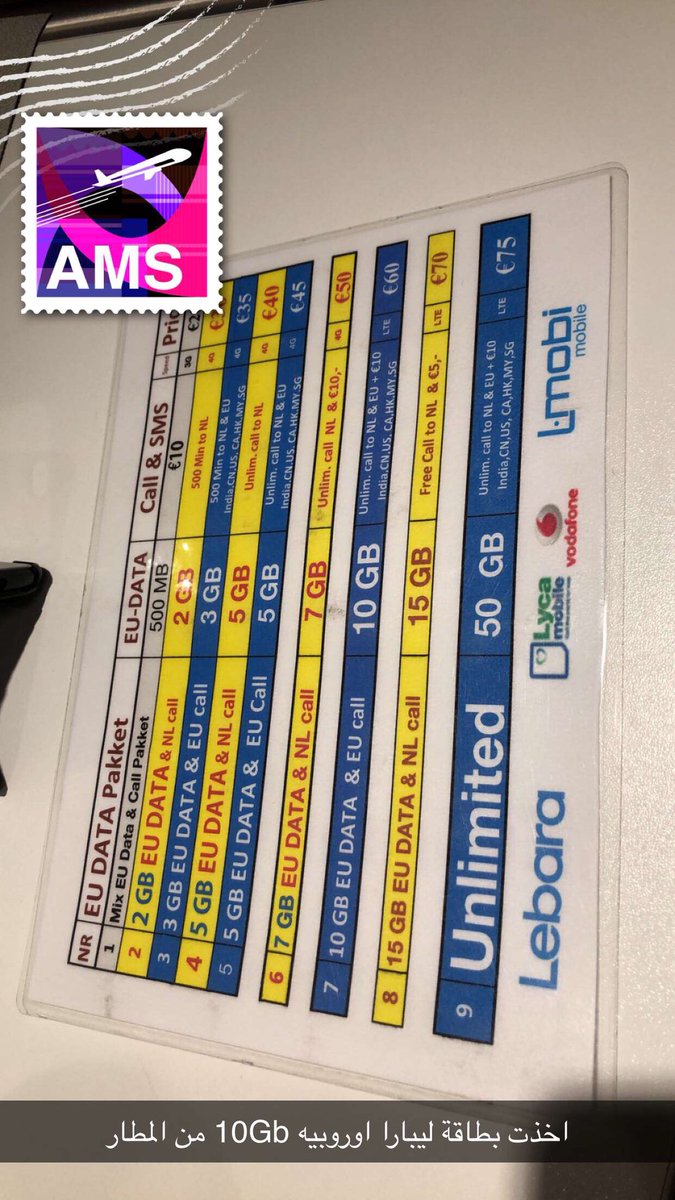 AMS
NR EU DATA Pakket EU-DATA Call & SMS Speed
1 Mix EU Data & Call Pakket 500 MB €10 3G
2 2 GB EU DATA & NL call 2 GB 500 Min to NL 4G
3 3 GB EU DATA & EU call 3 GB 500 Min to NL & EU India,CN,US, CA,HK,MY,SG 4G €35
4 5 GB EU DATA & NL call 5 GB Unlim. call to NL 4G €40
5 5 GB EU DATA & EU Call 5 GB Unlim. call to NL & EU India,CN,US, CA,HK,MY,SG 4G €45
6 7 GB EU DATA & NL call 7 GB Unlim. call NL & €10,- 4G €50
7 10 GB EU DATA & EU call 10 GB Unlim. call to NL & EU + €10 India,CN,US, CA,HK,MY,SG LTE €60
8 15 GB EU DATA & NL call 15 GB Free Call to NL & €5,- LTE €70
9 Unlimited 50 GB Unlim. call to NL & EU + €10 India,CN,US, CA,HK,MY,SG LTE €75
Lebara
Lyca
mobile
vodafone
L-mobi
mobile
اخذت بطاقة ليبارا اوروبيه 10Gb من المطار